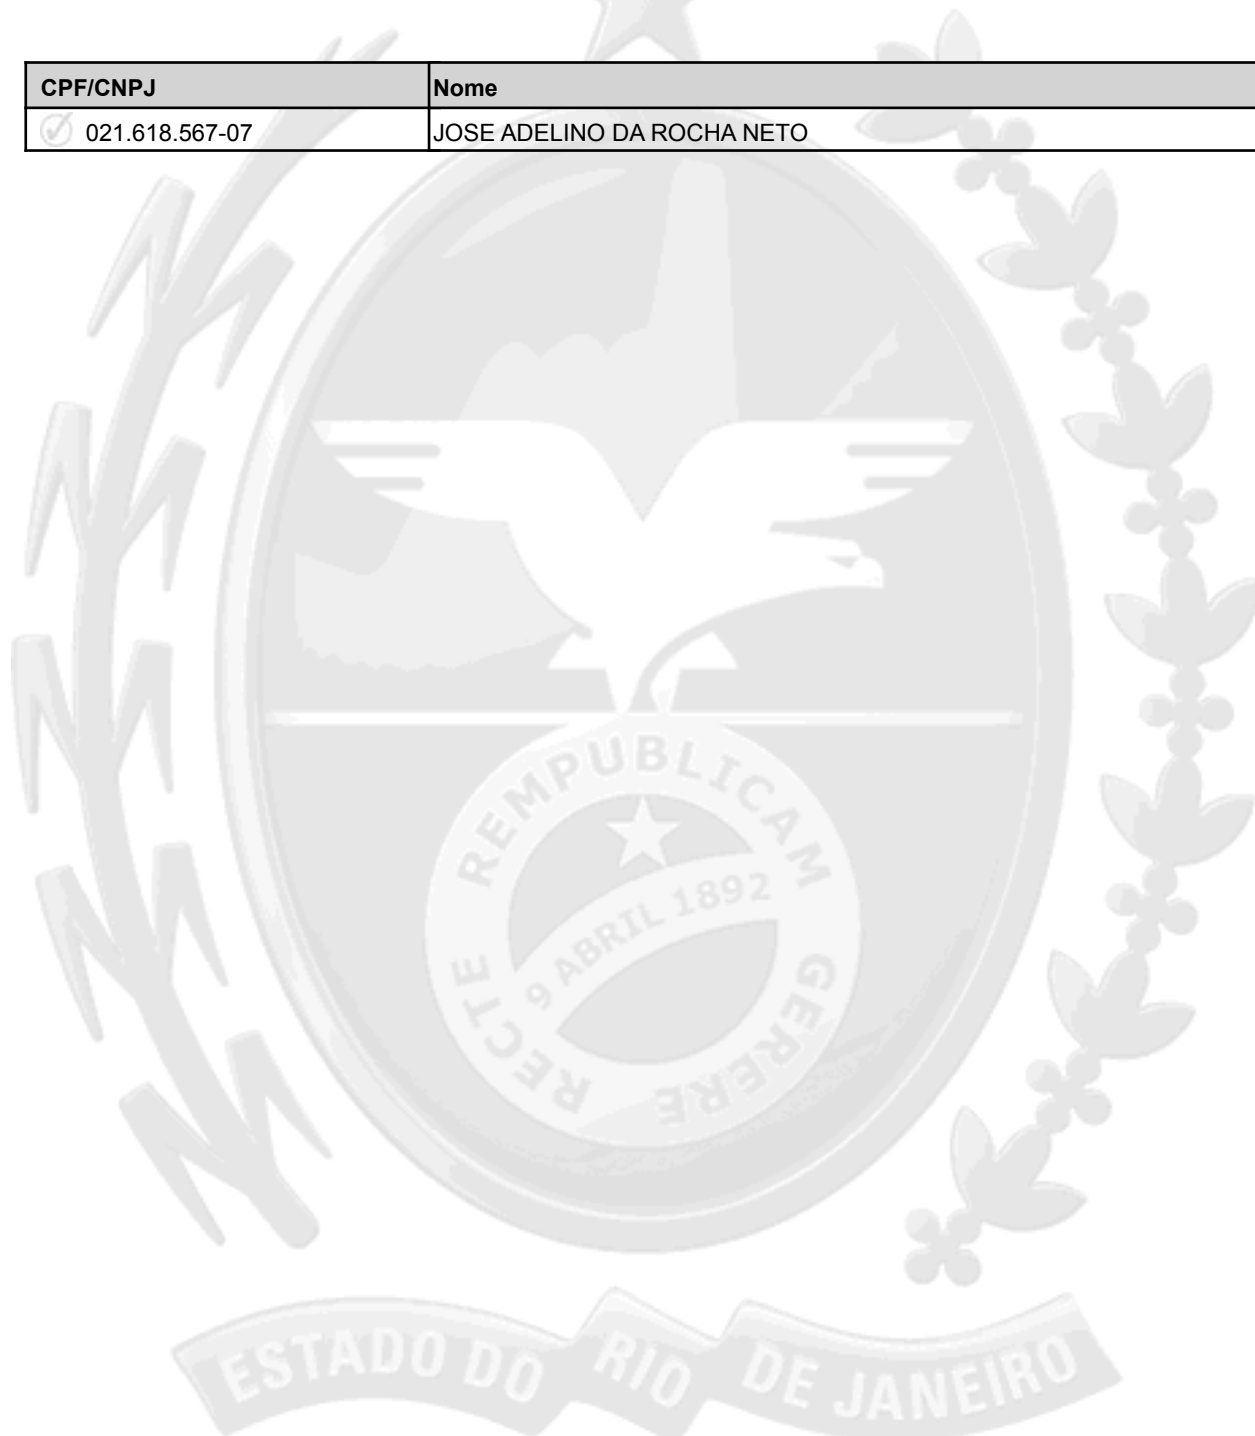 CPF/CNPJ Nome
021.618.567-07 JOSE ADELINO DA ROCHA NETO
RECTE REMPUBLICAM GERERE
9 ABRIL 1892
ESTADO DO RIO DE JANEIRO